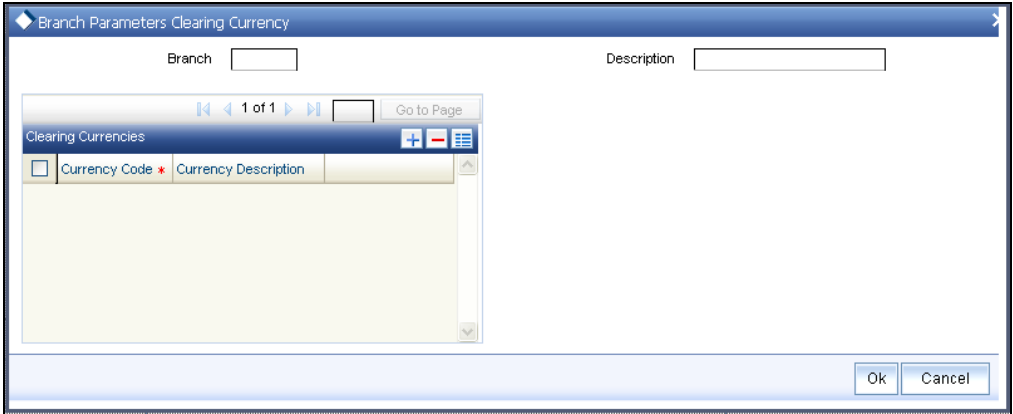 Branch Parameters Clearing Currency
Branch Description
1 of 1 Go to Page
Clearing Currencies
Currency Code * Currency Description
Ok Cancel